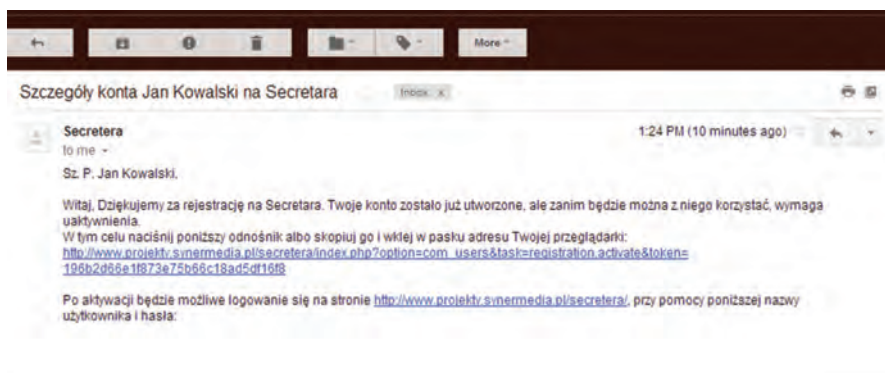 More
Szczegóły konta Jan Kowalski na Secretara Inbox x
Secretera 1:24 PM (10 minutes ago)
to me
Sz. P. Jan Kowalski,
Witaj, Dziękujemy za rejestrację na Secretara. Twoje konto zostało już utworzone, ale zanim będzie można z niego korzystać, wymaga
uaktywnienia.
W tym celu naciśnij poniższy odnośnik albo skopiuj go i wklej w pasku adresu Twojej przeglądarki:
http://www.projekty.synermedia.pl/secretera/index.php?option=com_users&task=registration.activate&token=
196b2d66e1f873e75b66c18ad5df16f8
Po aktywacji będzie możliwe logowanie się na stronie http://www.projekty.synermedia.pl/secretera/, przy pomocy poniższej nazwy
użytkownika i hasła: